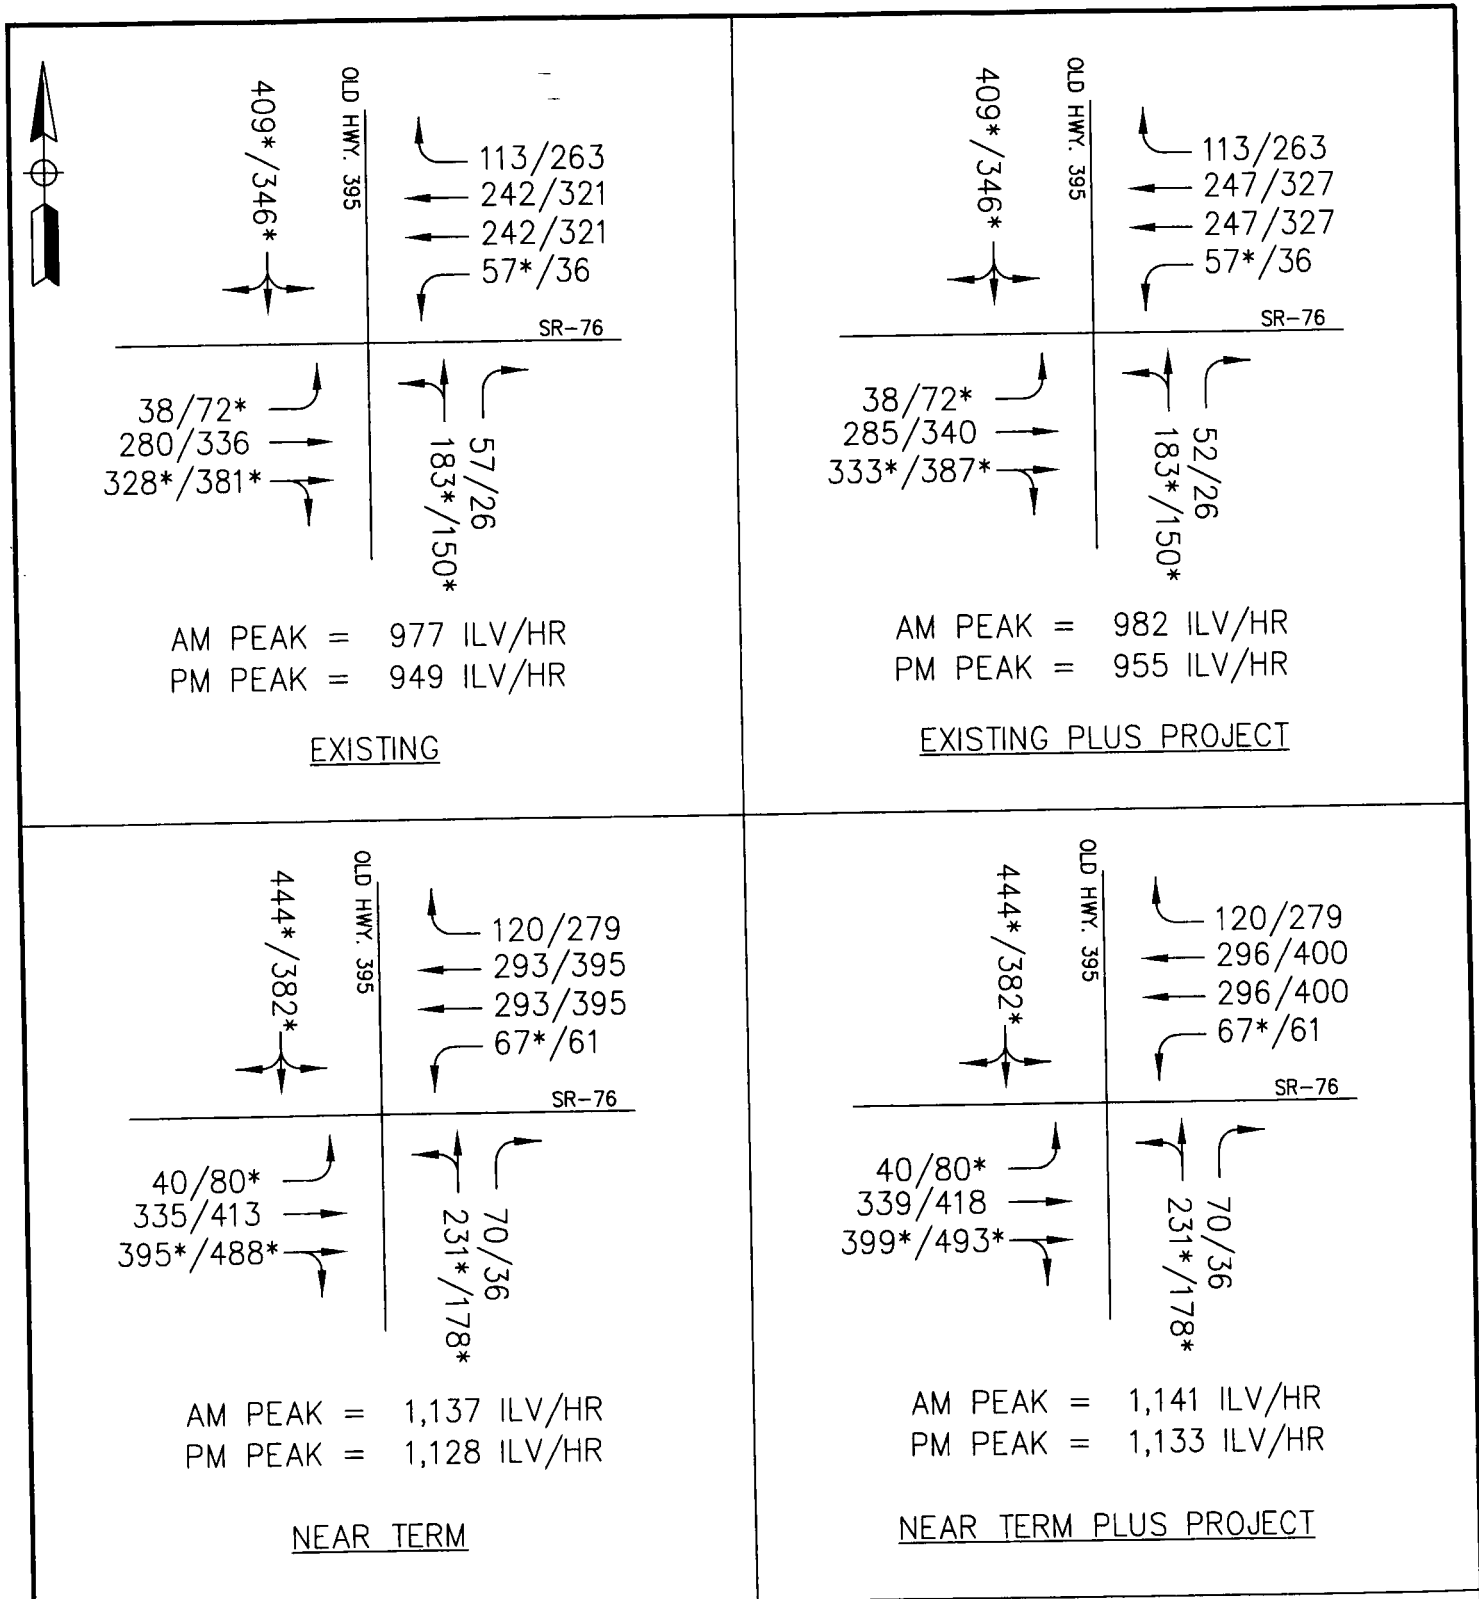 OLD HWY. 395
409*/346*
113/263
242/321
242/321
57*/36
SR-76
38/72*
280/336
328*/381*
57/26
183*/150*
AM PEAK = 977 ILV/HR
PM PEAK = 949 ILV/HR
EXISTING
OLD HWY. 395
409*/346*
113/263
247/327
247/327
57*/36
SR-76
38/72*
285/340
333*/387*
52/26
183*/150*
AM PEAK = 982 ILV/HR
PM PEAK = 955 ILV/HR
EXISTING PLUS PROJECT
OLD HWY. 395
444*/382*
120/279
293/395
293/395
67*/61
SR-76
40/80*
335/413
395*/488*
70/36
231*/178*
AM PEAK = 1,137 ILV/HR
PM PEAK = 1,128 ILV/HR
NEAR TERM
OLD HWY. 395
444*/382*
120/279
296/400
296/400
67*/61
SR-76
40/80*
339/418
399*/493*
70/36
231*/178*
AM PEAK = 1,141 ILV/HR
PM PEAK = 1,133 ILV/HR
NEAR TERM PLUS PROJECT